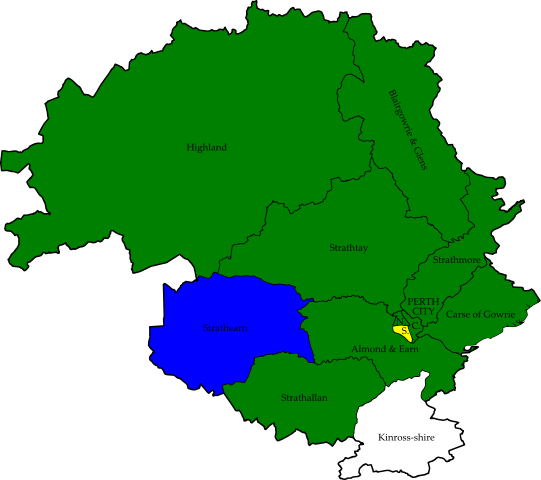 Highland
Blairgowrie & Glens
Strathtay
Strathmore
PERTH
CITY
Carse of Gowrie
N.
C.
S.
Strathearn
Almond & Earn
Strathallan
Kinross-shire